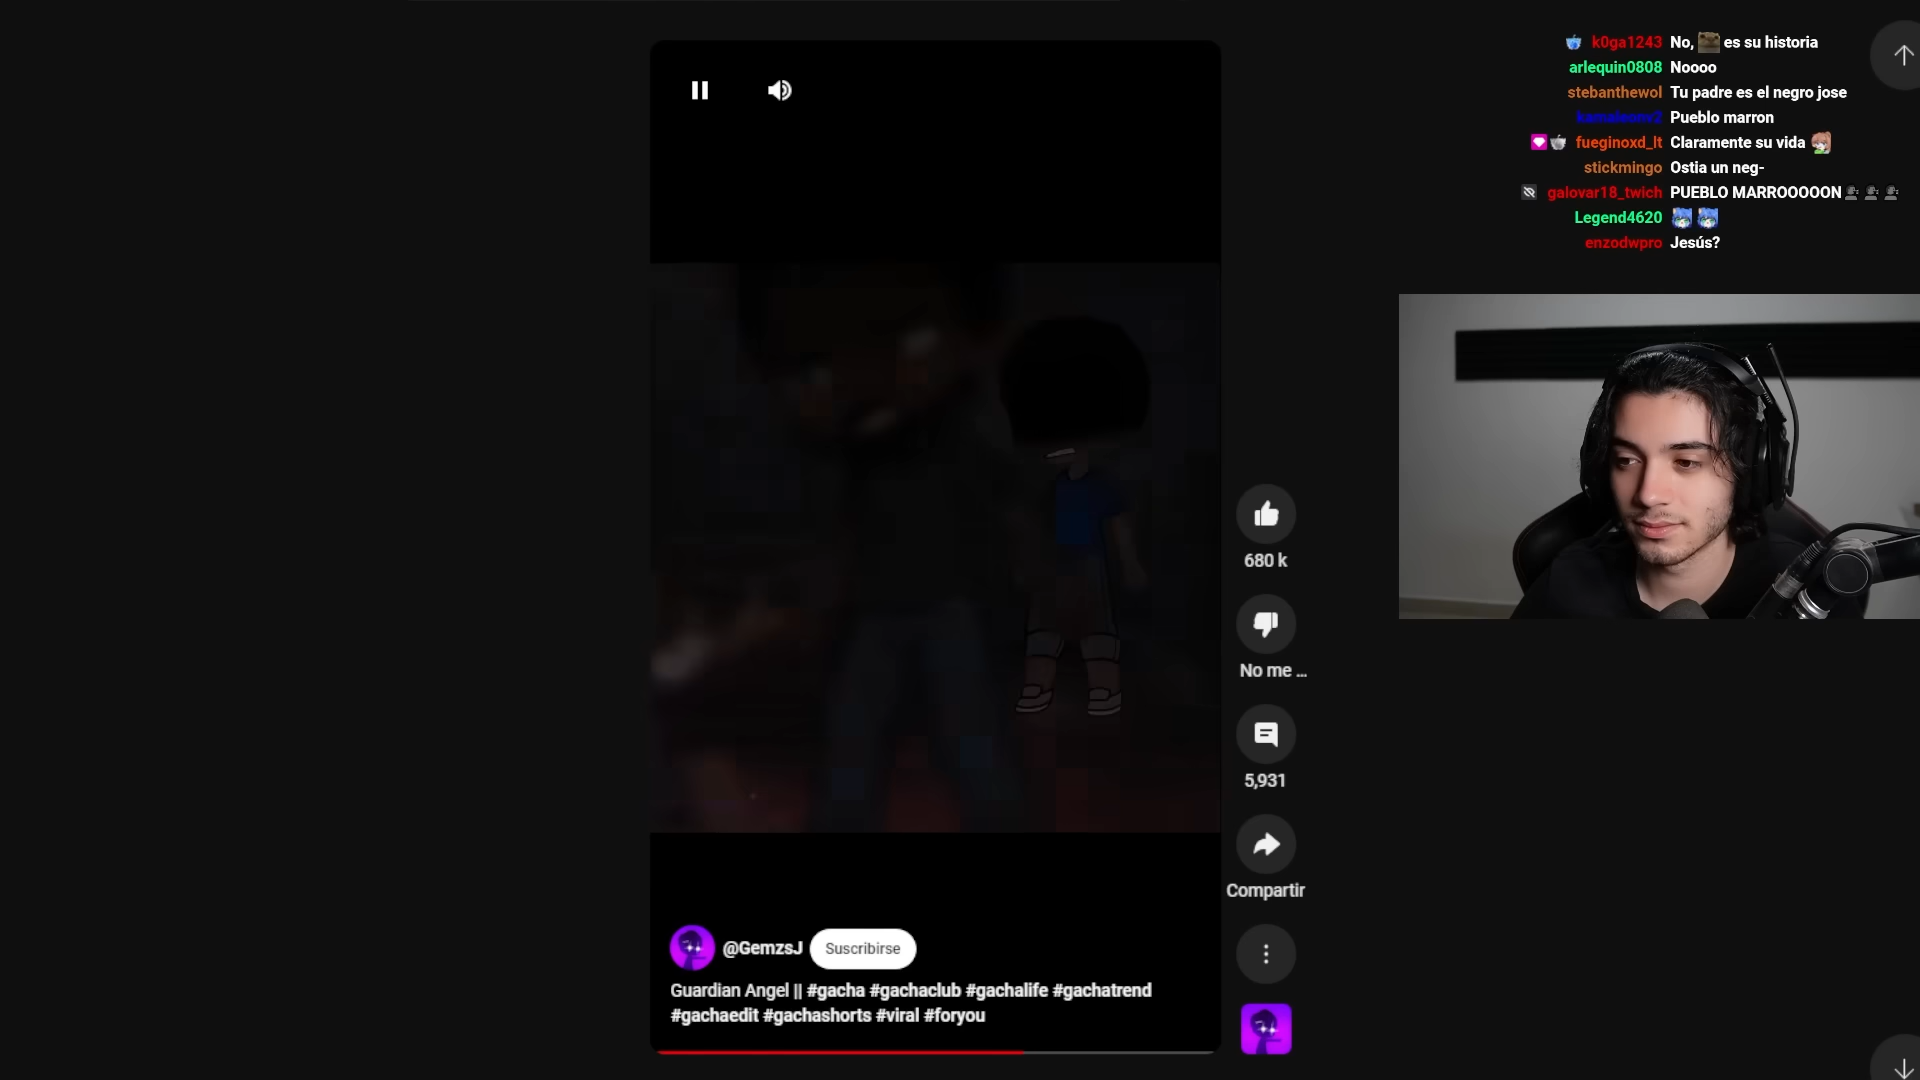 k0ga1243 No, es su historia
arlequin0808 Noooo
stebanthewol Tu padre es el negro jose
Pueblo marron
fueginoxd_lt Claramente su vida
stickmingo Ostia un neg-
galovar18_twich PUEBLO MARROOOOON
Legend4620
enzodwpro Jesús?
680 k
No me ...
5,931
Compartir
@GemzsJ Suscribirse
Guardian Angel || #gacha #gachaclub #gachalife #gachatrend
#gachaedit #gachashorts #viral #foryou